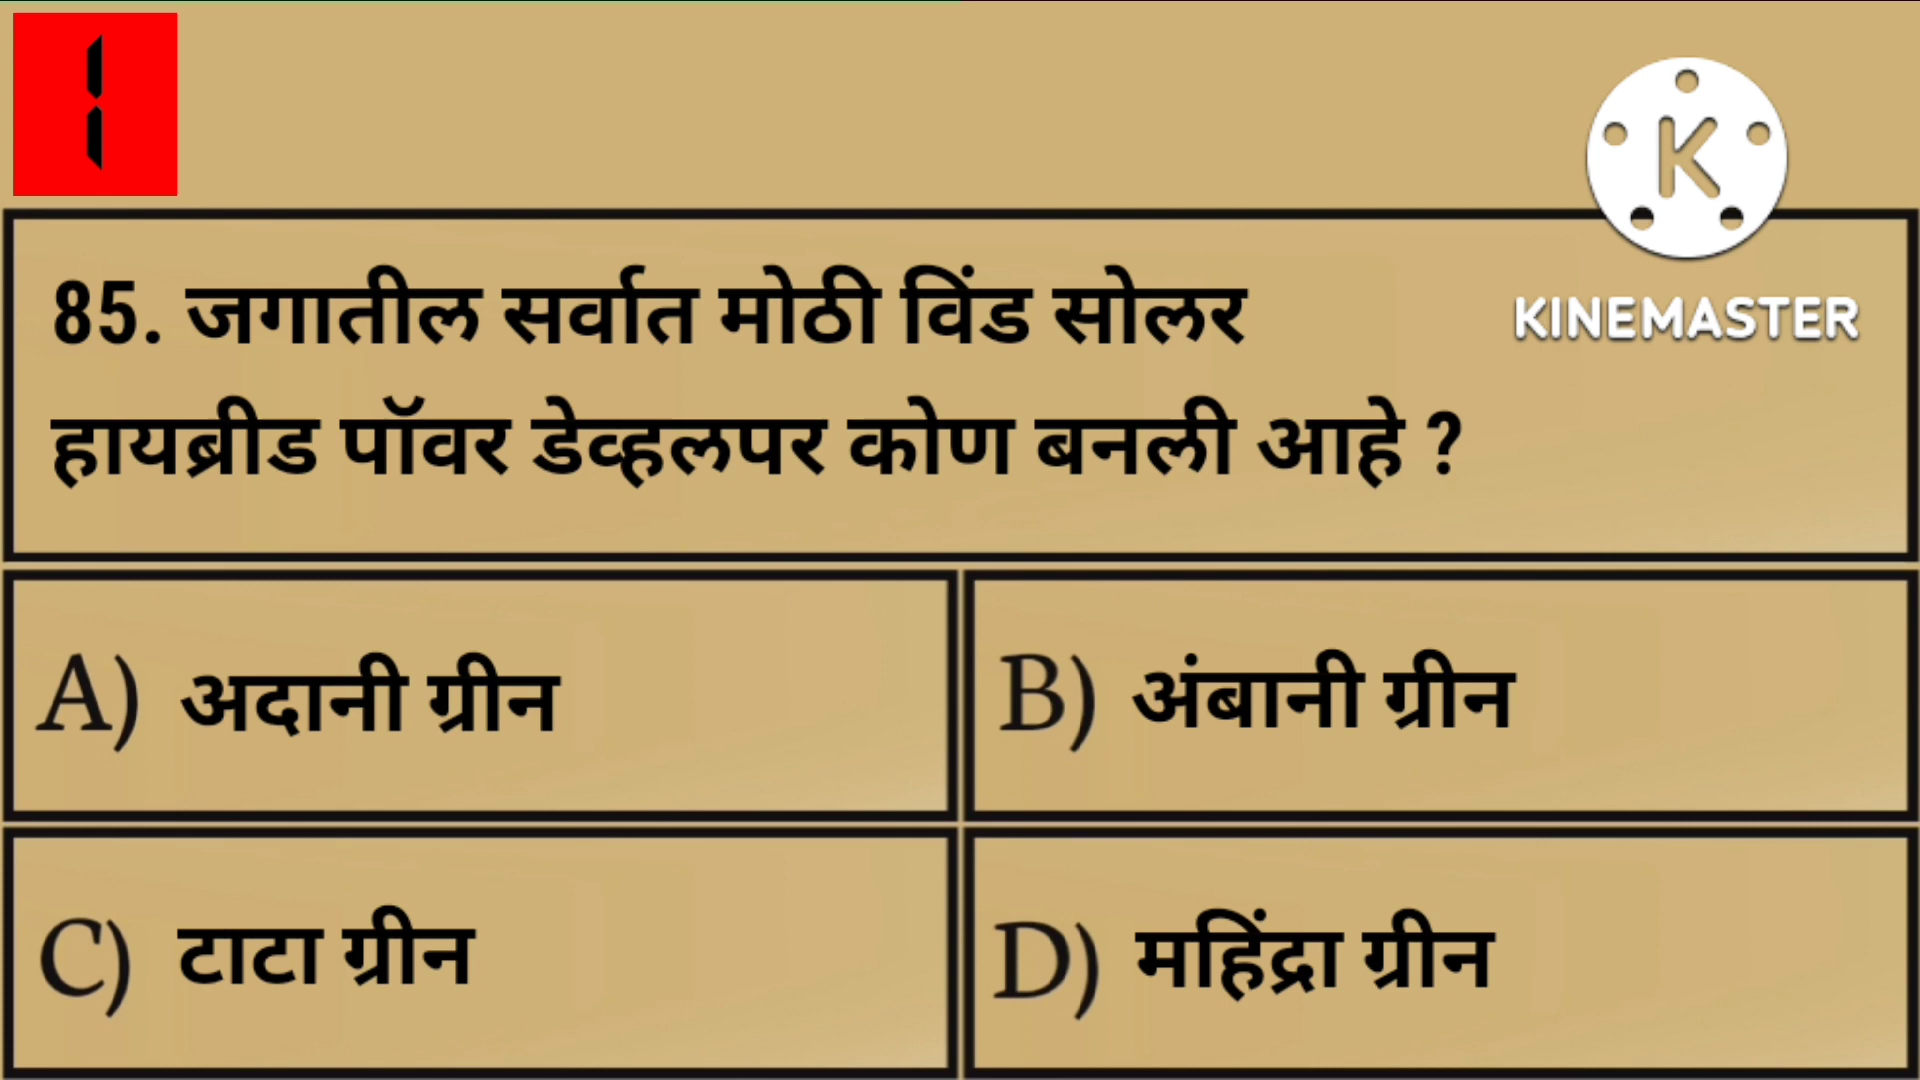 1
K
KINEMASTER
85. जगातील सर्वात मोठी विंड सोलर
हायब्रीड पॉवर डेव्हलपर कोण बनली आहे ?
A) अदानी ग्रीन
B) अंबानी ग्रीन
C) टाटा ग्रीन
D) महिंद्रा ग्रीन